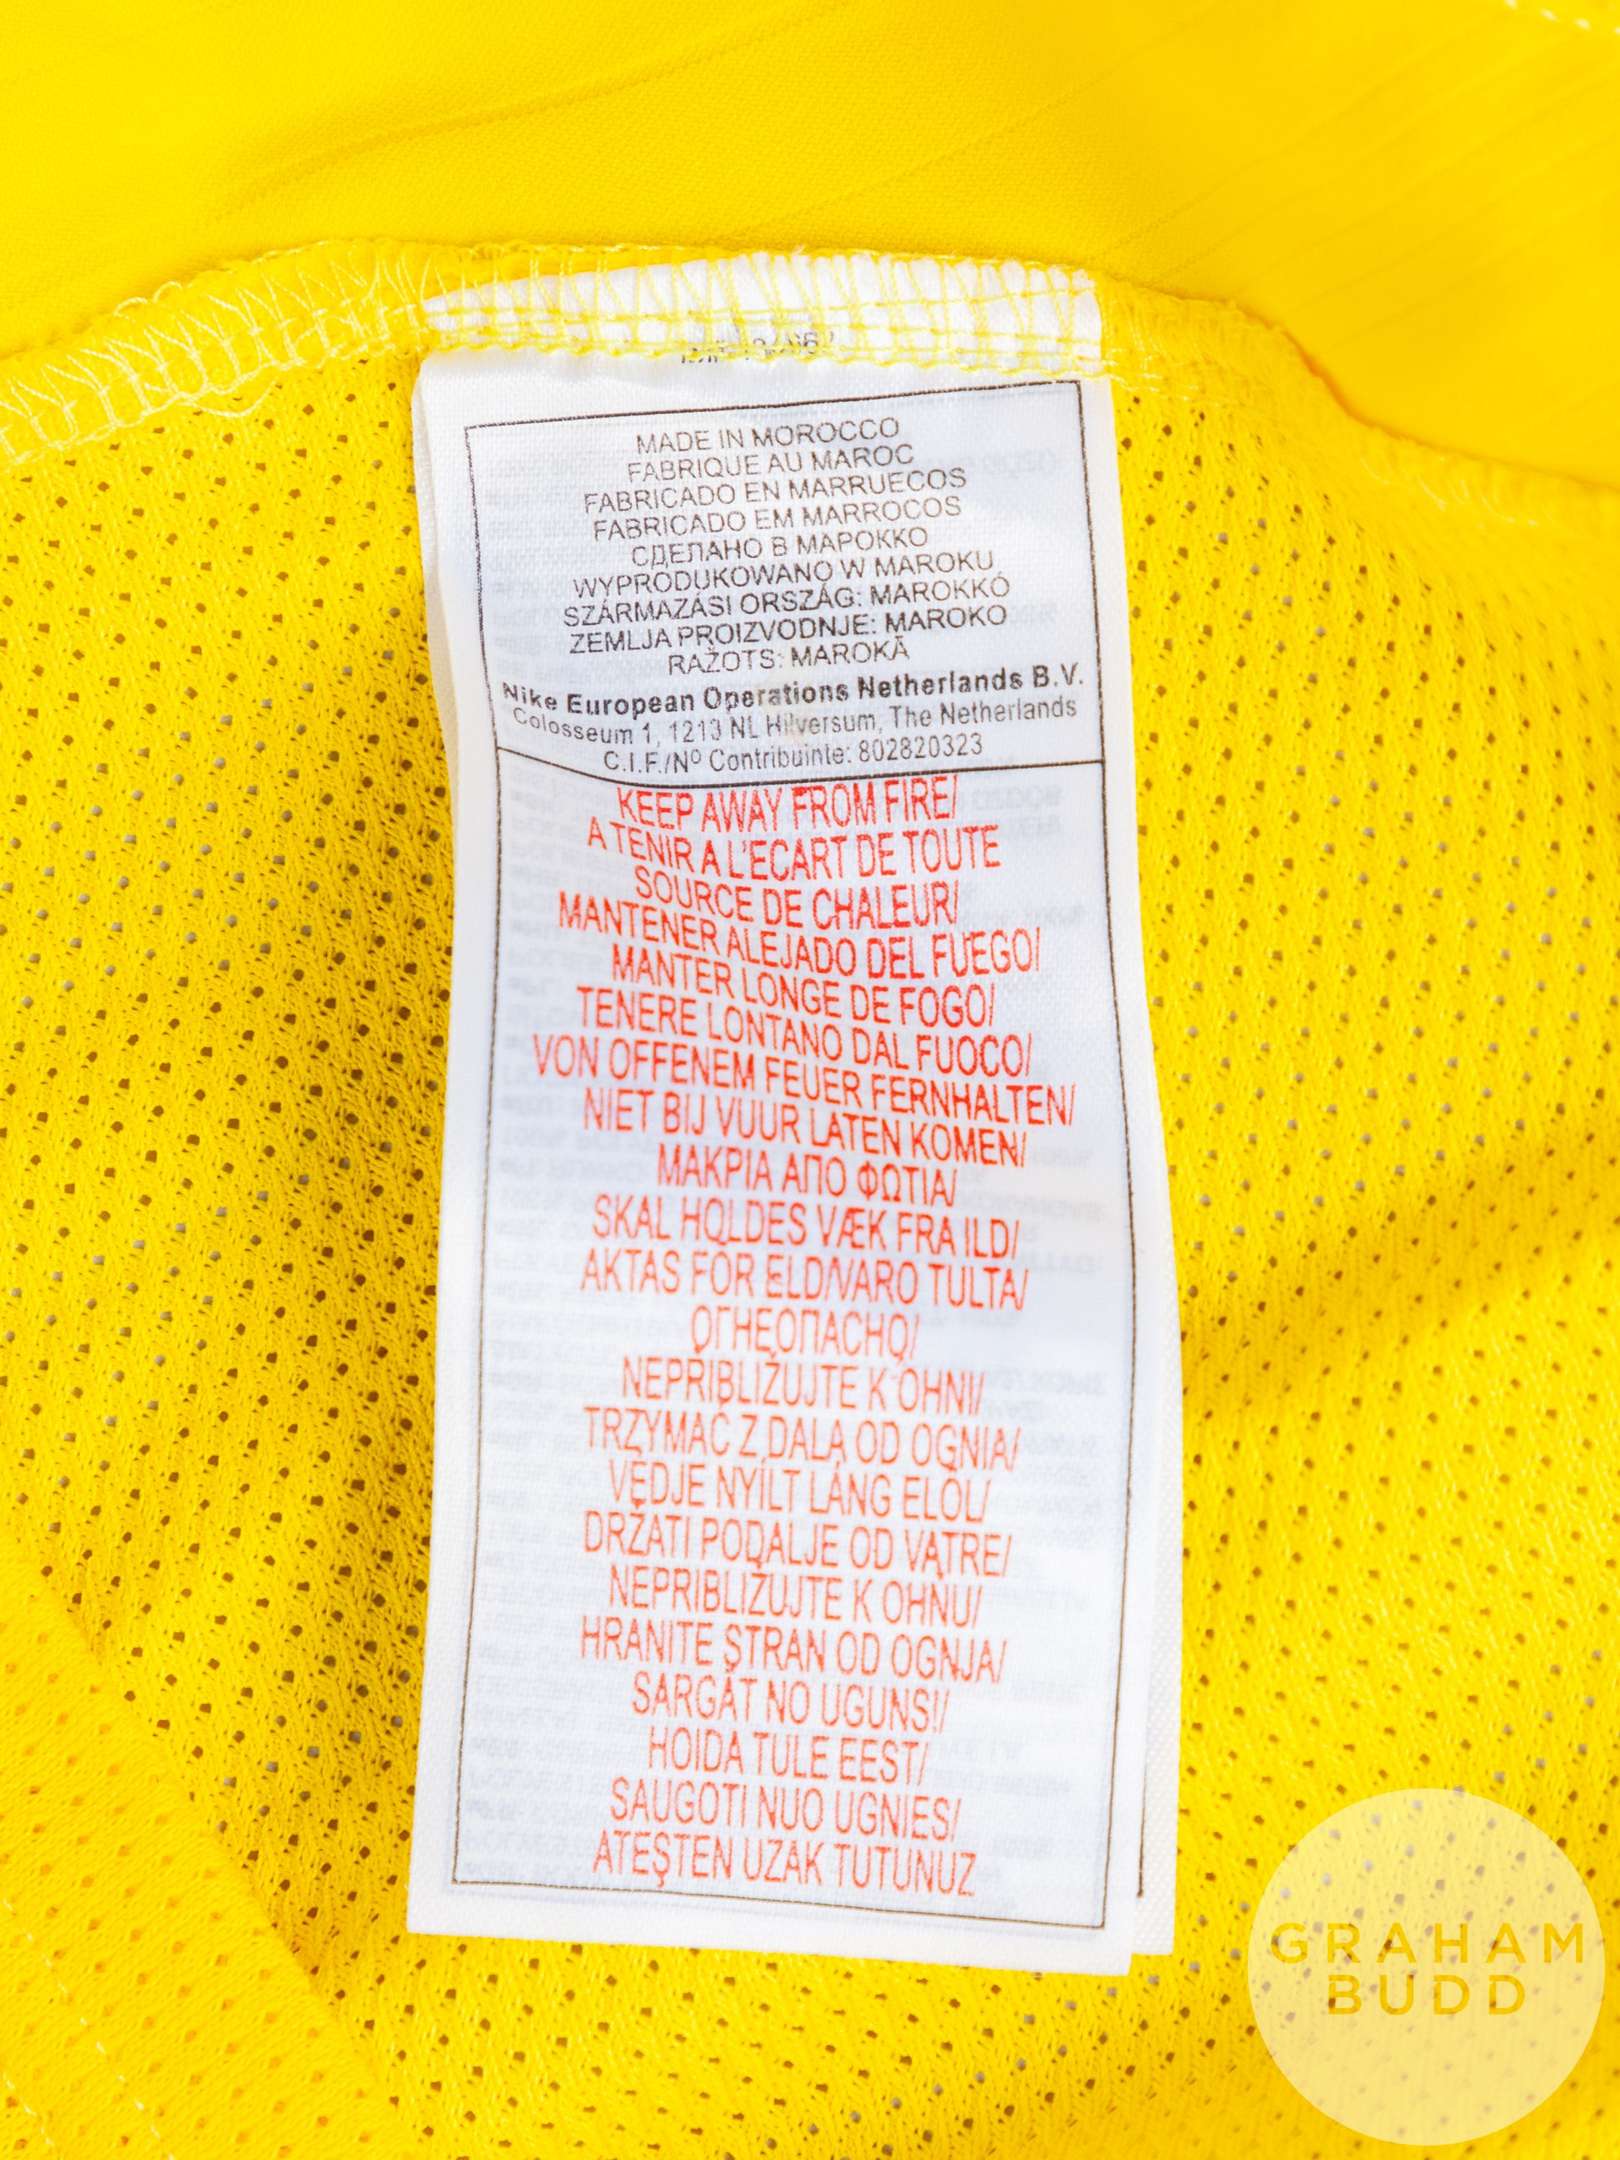 MADE IN MOROCCO
FABRIQUE AU MAROC
FABRICADO EN MARRUECOS
FABRICADO EM MARROCOS
СДЕЛАНО В МАРОККО
WYPRODUKOWANO W MAROKU
SZÁRMAZÁSI ORSZÁG: MAROKKÓ
ZEMLJA PROIZVODNJE: MAROKO
RAŽOTS: MAROKĀ
Nike European Operations Netherlands B.V.
Colosseum 1, 1213 NL Hilversum, The Netherlands
C.I.F./Nº Contribuinte: 802820323
KEEP AWAY FROM FIRE/
A TENIR A L'ECART DE TOUTE
SOURCE DE CHALEUR/
MANTENER ALEJADO DEL FUEGO/
MANTER LONGE DE FOGO/
TENERE LONTANO DAL FUOCO/
VON OFFENEM FEUER FERNHALTEN/
NIET BIJ VUUR LATEN KOMEN/
ΜΑΚΡΙΑ ΑΠΟ ΦΩΤΙΑ/
SKAL HOLDES VÆK FRA ILD/
AKTAS FÖR ELD/VARO TULTA/
ОГНЕОПАСНО/
NEPŘIBLIŽUJTE K OHNI/
TRZYMAĆ Z DALA OD OGNIA/
VÉDJE NYÍLT LÁNG ELŐL/
DRŽATI PODALJE OD VATRE/
NEPRIBLIŽUJTE K OHŇU/
HRANITE STRAN OD OGNJA/
SARGĀT NO UGUNS!/
HOIDA TULE EEST/
SAUGOTI NUO UGNIES/
ATEŞTEN UZAK TUTUNUZ
GRAHAM
BUDD